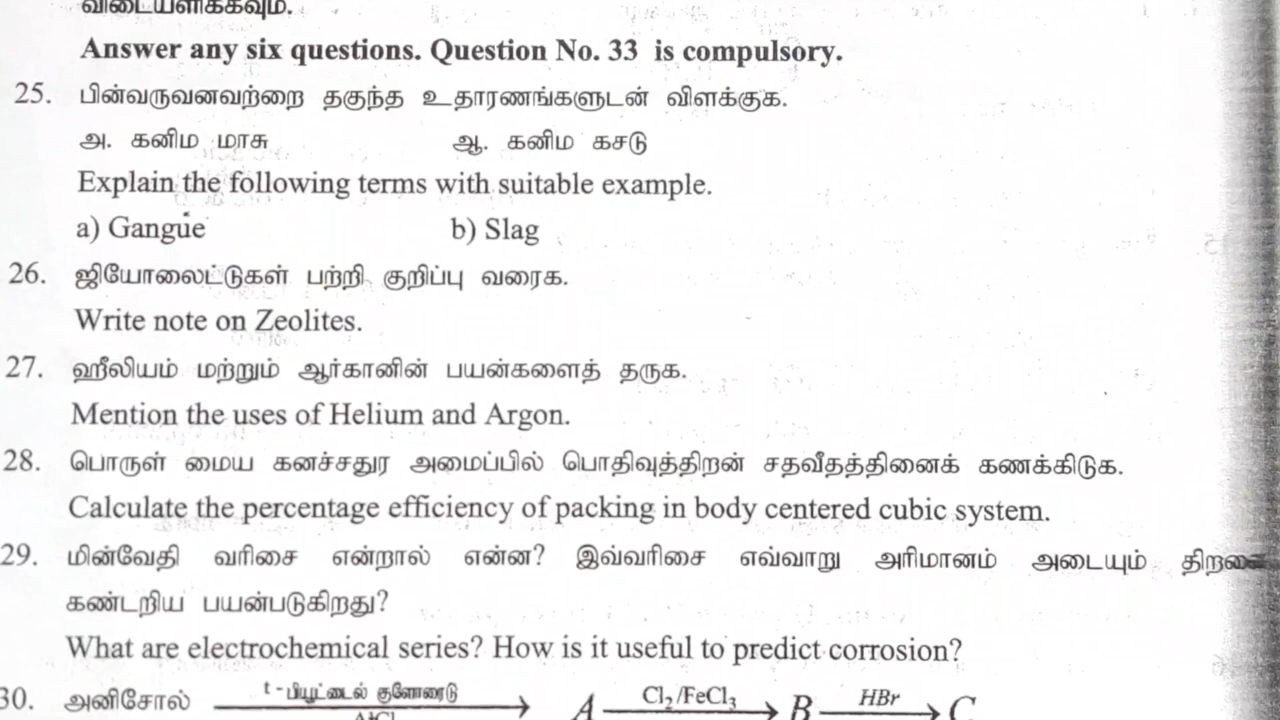 விடையளிக்கவும்.
Answer any six questions. Question No. 33 is compulsory.
25. பின்வருவனவற்றை தகுந்த உதாரணங்களுடன் விளக்குக.
அ. கனிம மாசு ஆ. கனிம கசடு
Explain the following terms with suitable example.
a) Gangue b) Slag
26. ஜியோலைட்டுகள் பற்றி குறிப்பு வரைக.
Write note on Zeolites.
27. ஹீலியம் மற்றும் ஆர்கானின் பயன்களைத் தருக.
Mention the uses of Helium and Argon.
28. பொருள் மைய கனச்சதுர அமைப்பில் பொதிவுத்திறன் சதவீதத்தினைக் கணக்கிடுக.
Calculate the percentage efficiency of packing in body centered cubic system.
29. மின்வேதி வரிசை என்றால் என்ன? இவ்வரிசை எவ்வாறு அரிமானம் அடையும் திறனை
கண்டறிய பயன்படுகிறது?
What are electrochemical series? How is it useful to predict corrosion?
30. அனிசோல் t - பியூட்டைல் குளோரைடு A Cl₂/FeCl₃ B HBr C